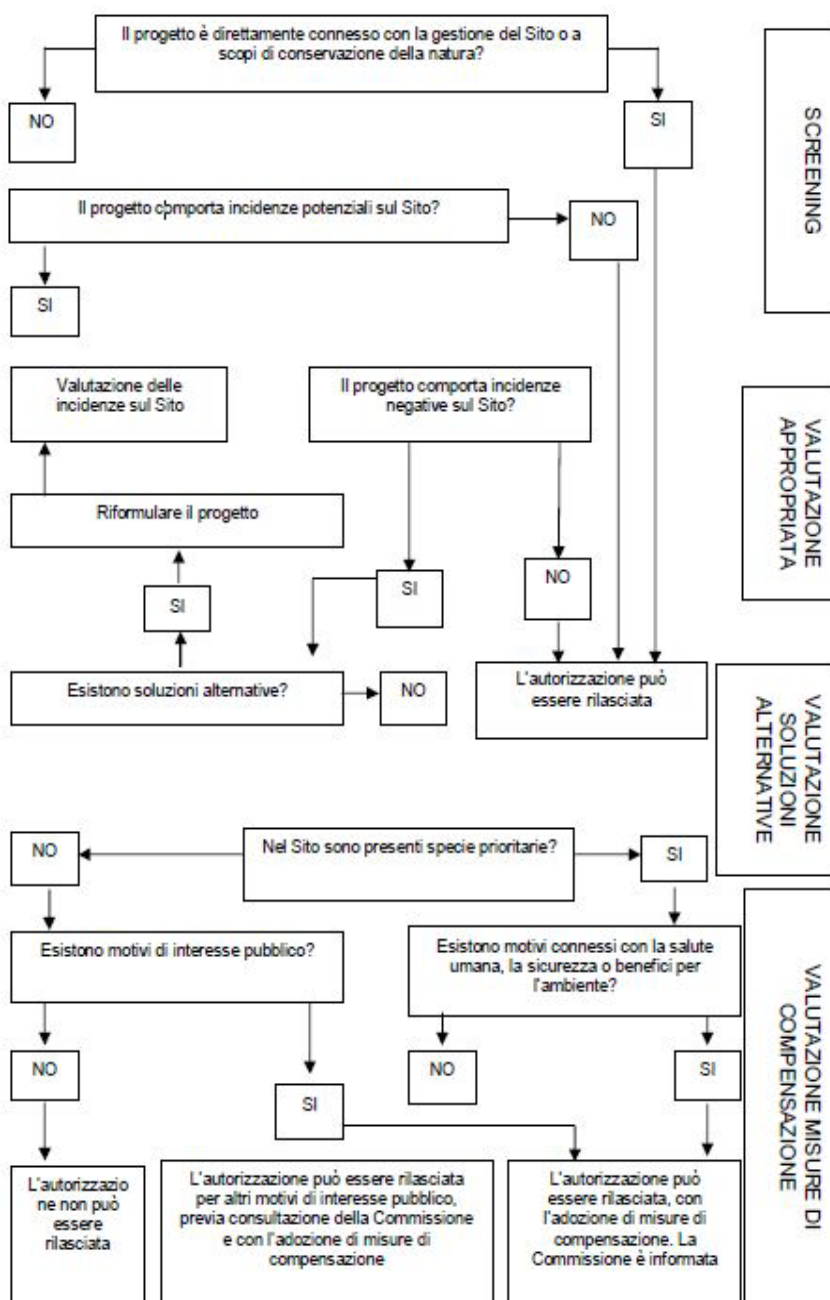 Il progetto è direttamente connesso con la gestione del Sito o a
scopi di conservazione della natura?
NO
SI
SCREENING
Il progetto comporta incidenze potenziali sul Sito?
NO
SI
Valutazione delle
incidenze sul Sito
Il progetto comporta incidenze
negative sul Sito?
VALUTAZIONE
APPROPRIATA
Riformulare il progetto
SI
SI
NO
Esistono soluzioni alternative?
NO
L'autorizzazione può
essere rilasciata
VALUTAZIONE
SOLUZIONI
ALTERNATIVE
NO
Nel Sito sono presenti specie prioritarie?
SI
Esistono motivi di interesse pubblico?
Esistono motivi connessi con la salute
umana, la sicurezza o benefici per
l'ambiente?
VALUTAZIONE MISURE DI
COMPENSAZIONE
NO
SI
NO
SI
L'autorizzazio
ne non può
essere
rilasciata
L'autorizzazione può essere rilasciata
per altri motivi di interesse pubblico,
previa consultazione della Commissione
e con l'adozione di misure di
compensazione
L'autorizzazione può
essere rilasciata, con
l'adozione di misure di
compensazione. La
Commissione è informata